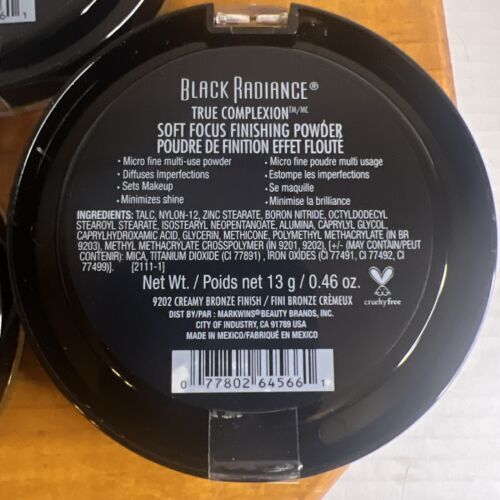 BLACK RADIANCE®
TRUE COMPLEXION™/MC
SOFT FOCUS FINISHING POWDER
POUDRE DE FINITION EFFET FLOUTÉ
• Micro fine multi-use powder
• Diffuses Imperfections
• Sets Makeup
• Minimizes shine
• Micro fine poudre multi usage
• Estompe les imperfections
• Se maquille
• Minimise la brilliance
INGREDIENTS: TALC, NYLON-12, ZINC STEARATE, BORON NITRIDE, OCTYLDODECYL
STEAROYL STEARATE, ISOSTEARYL NEOPENTANOATE, ALUMINA, CAPRYLYL GLYCOL,
CAPRYLHYDROXAMIC ACID, GLYCERIN, METHICONE, POLYMETHYL METHACRYLATE (IN BR
9203), METHYL METHACRYLATE CROSSPOLYMER (IN 9201, 9202), [+/- (MAY CONTAIN/PEUT
CONTENIR): MICA, TITANIUM DIOXIDE (CI 77891), IRON OXIDES (CI 77491, CI 77492, CI
77499)]. [2111-1]
Net Wt. / Poids net 13 g / 0.46 oz.
9202 CREAMY BRONZE FINISH / FINI BRONZE CRÉMEUX
DIST BY/PAR : MARKWINS® BEAUTY BRANDS, INC.
CITY OF INDUSTRY, CA 91789 USA
MADE IN MEXICO/FABRIQUÉ EN MEXICO
crueltyfree
0 77802 64566 1